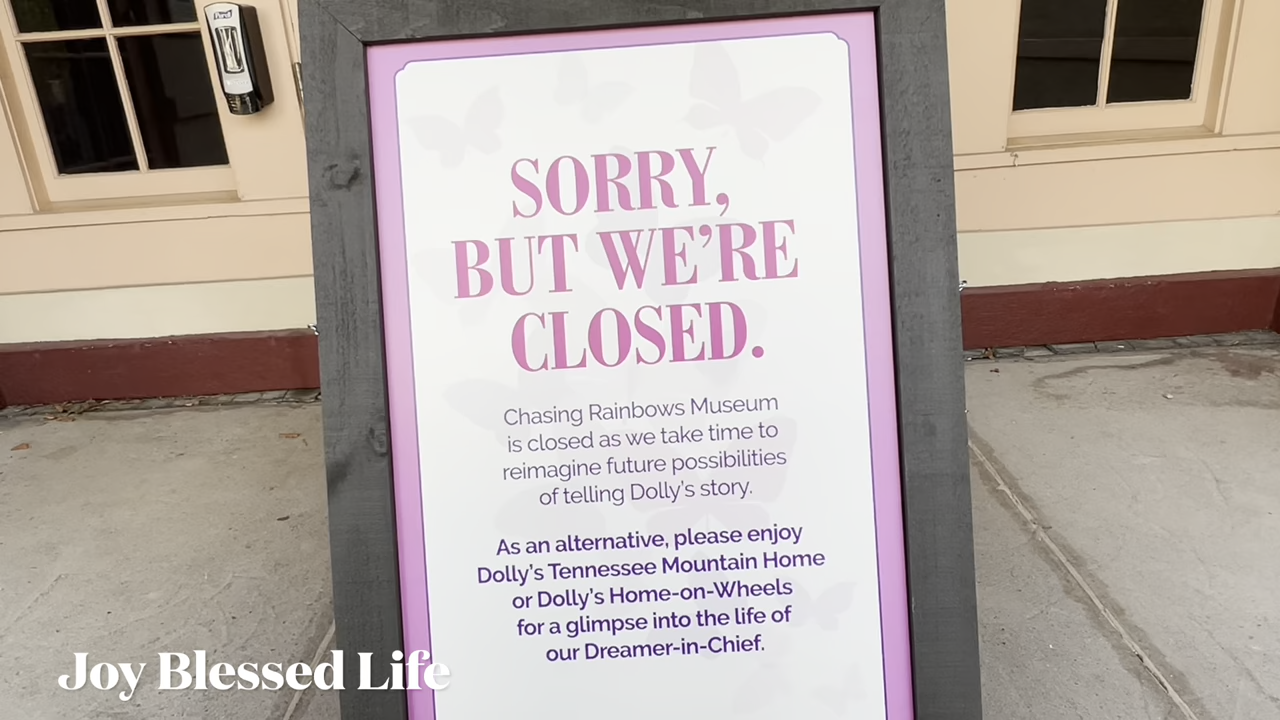 PURELL
SORRY,
BUT WE'RE
CLOSED.
Chasing Rainbows Museum
is closed as we take time to
reimagine future possibilities
of telling Dolly's story.
As an alternative, please enjoy
Dolly's Tennessee Mountain Home
or Dolly's Home-on-Wheels
for a glimpse into the life of
our Dreamer-in-Chief.
Joy Blessed Life